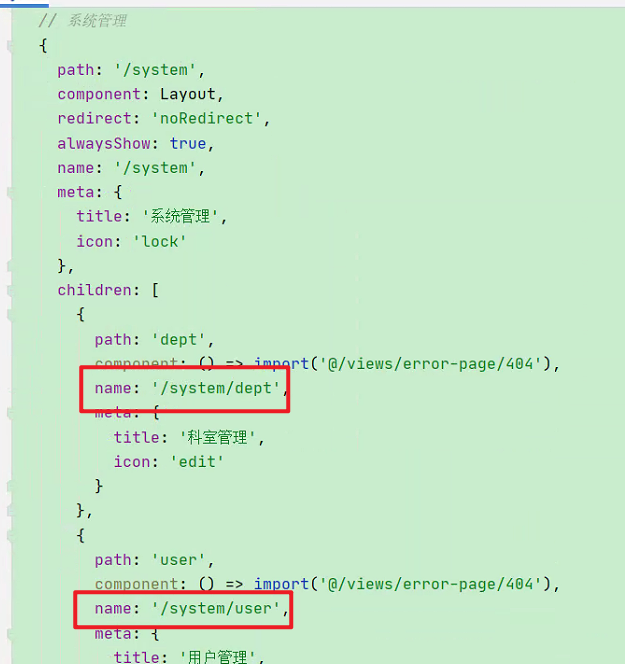 // 系统管理
{
path: '/system',
component: Layout,
redirect: 'noRedirect',
alwaysShow: true,
name: '/system',
meta: {
title: '系统管理',
icon: 'lock'
},
children: [
{
path: 'dept',
component: () => import('@/views/error-page/404'),
name: '/system/dept',
meta: {
title: '科室管理',
icon: 'edit'
}
},
{
path: 'user',
component: () => import('@/views/error-page/404'),
name: '/system/user',
meta: {
title: '用户管理',